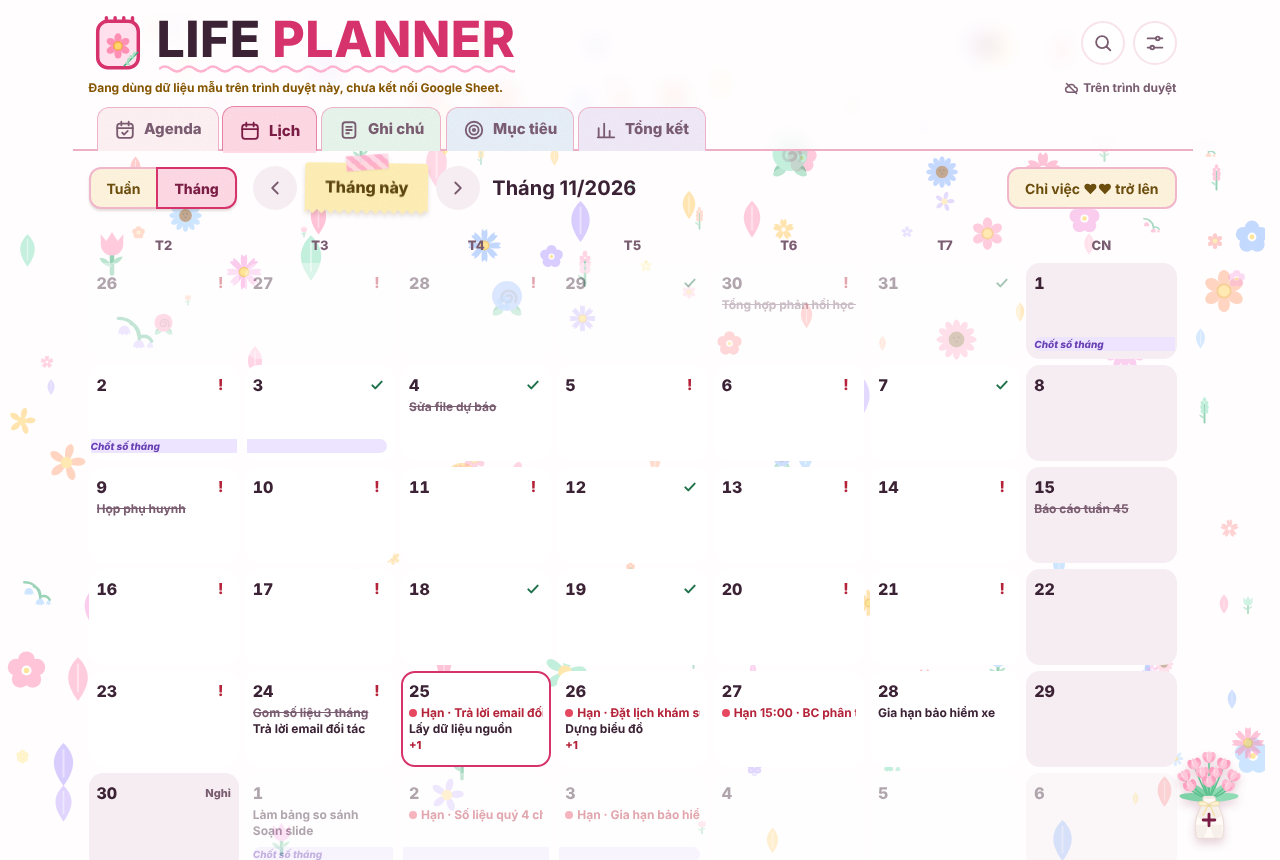 LIFE PLANNER
Đang dùng dữ liệu mẫu trên trình duyệt này, chưa kết nối Google Sheet.
Trên trình duyệt
Agenda
Lịch
Ghi chú
Mục tiêu
Tổng kết
Tuần
Tháng
Tháng này
Tháng 11/2026
Chỉ việc ♥♥ trở lên
T2 T3 T4 T5 T6 T7 CN
26 ! 27 ! 28 ! 29 ✓ 30 ! 31 ✓ 1
Tổng hợp phản hồi học
Chốt sổ tháng
2 ! 3 ✓ 4 ✓ 5 ! 6 ! 7 ✓ 8
Sửa file dự báo
Chốt sổ tháng
9 ! 10 ! 11 ! 12 ✓ 13 ! 14 ! 15
Họp phụ huynh
Báo cáo tuần 45
16 ! 17 ! 18 ✓ 19 ✓ 20 ! 21 ! 22
23 ! 24 ! 25 26 27 28 29
Gom số liệu 3 tháng
Trả lời email đối tác
Hạn · Trả lời email đối
Lấy dữ liệu nguồn
+1
Hạn · Đặt lịch khám s
Dựng biểu đồ
+1
Hạn 15:00 · BC phân t
Gia hạn bảo hiểm xe
30 Nghỉ 1 2 3 4 5 6
Làm bảng so sánh
Soạn slide
Chốt sổ tháng
Hạn · Số liệu quý 4 ch
Hạn · Gia hạn bảo hiể
+